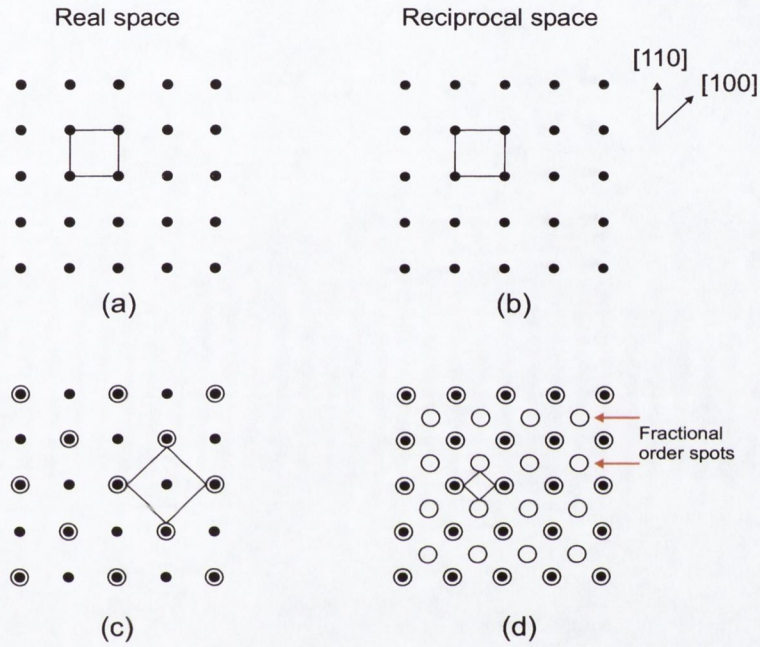 Real space
Reciprocal space
[110]
[100]
(a)
(b)
Fractional
order spots
(c)
(d)